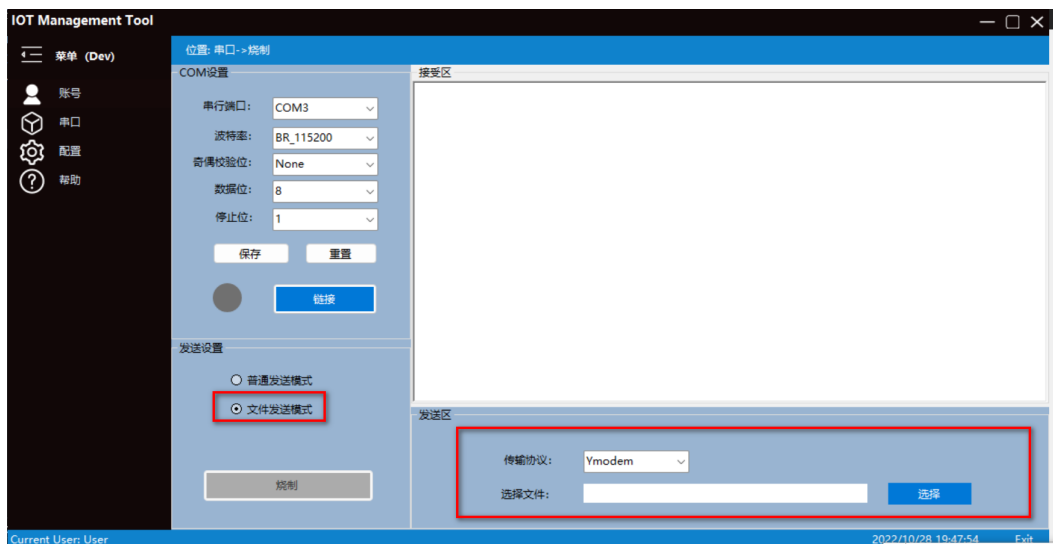 IOT Management Tool
菜单 (Dev)
位置: 串口->烧制
账号
串口
配置
帮助
COM设置
串行端口: COM3
波特率: BR_115200
奇偶校验位: None
数据位: 8
停止位: 1
保存 重置
链接
接受区
发送设置
普通发送模式
文件发送模式
烧制
发送区
传输协议: Ymodem
选择文件: 选择
Current User: User 2022/10/28 19:47:54 Exit